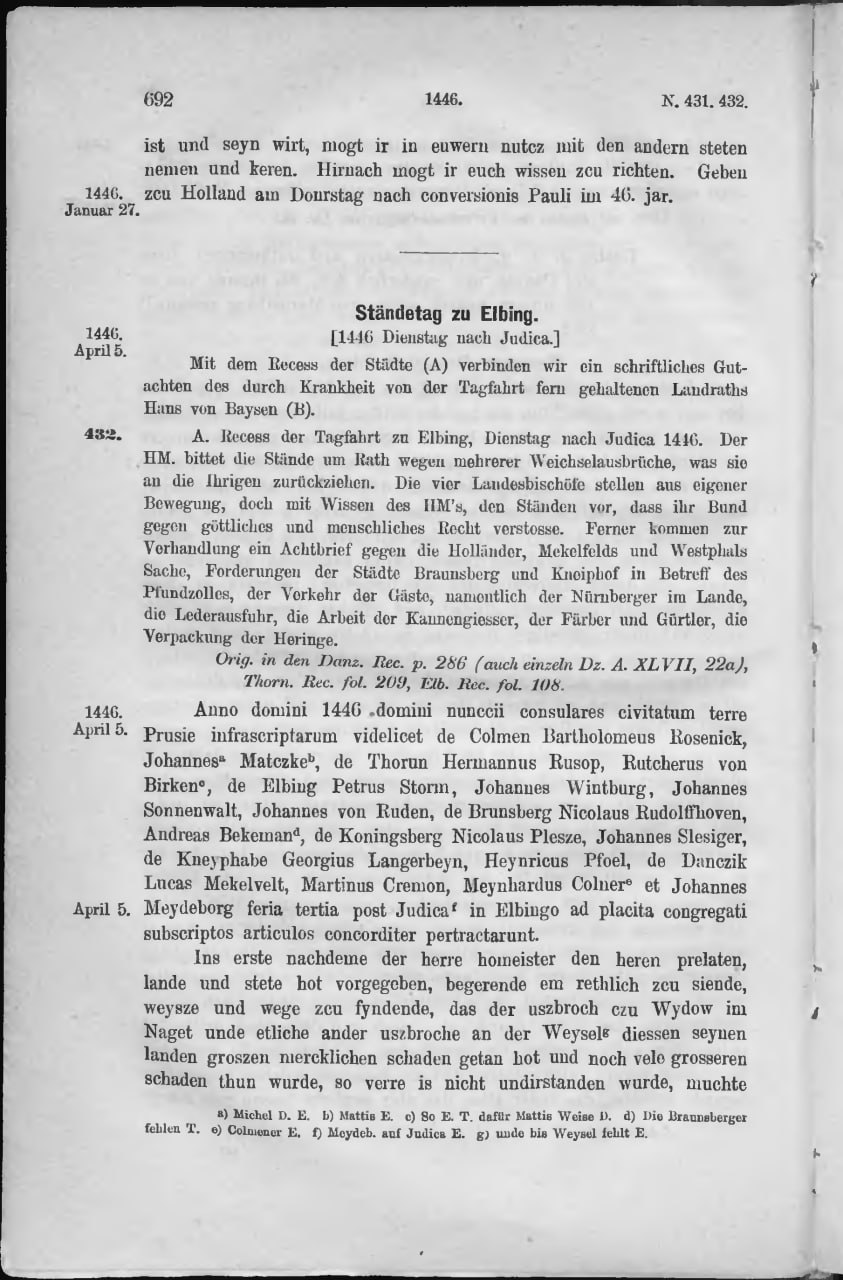 692 1446. N. 431. 432.
ist und seyn wirt, mogt ir in euwern nutcz mit den andern steten
nemen und keren. Hirnach mogt ir euch wissen zcu richten. Geben
1446. zcu Holland am Donrstag nach conversionis Pauli im 46. jar.
Januar 27.
Ständetag zu Elbing.
1446. [1446 Dienstag nach Judica.]
April 5.
Mit dem Recess der Städte (A) verbinden wir ein schriftliches Gut-
achten des durch Krankheit von der Tagfahrt fern gehaltenen Landraths
Hans von Baysen (B).
432. A. Recess der Tagfahrt zu Elbing, Dienstag nach Judica 1446. Der
HM. bittet die Stände um Rath wegen mehrerer Weichselausbrüche, was sie
an die Ihrigen zurückziehen. Die vier Landesbischöfe stellen aus eigener
Bewegung, doch mit Wissen des HM's, den Ständen vor, dass ihr Bund
gegen göttliches und menschliches Recht verstosse. Ferner kommen zur
Verhandlung ein Achtbrief gegen die Holländer, Mekelfelds und Westphals
Sache, Forderungen der Städte Braunsberg und Kneiphof in Betreff des
Pfundzolles, der Verkehr der Gäste, namentlich der Nürnberger im Lande,
die Lederausfuhr, die Arbeit der Kannengiesser, der Färber und Gürtler, die
Verpackung der Heringe.
Orig. in den Danz. Rec. p. 286 (auch einzeln Dz. A. XLVII, 22a),
Thorn. Rec. fol. 209, Elb. Rec. fol. 108.
1446. Anno domini 1446 domini nunccii consulares civitatum terre
April 5. Prusie infrascriptarum videlicet de Colmen Bartholomeus Rosenick,
Johannesᵃ Matczkeᵇ, de Thorun Hermannus Rusop, Rutcherus von
Birkenᶜ, de Elbing Petrus Storm, Johannes Wintburg, Johannes
Sonnenwalt, Johannes von Ruden, de Brunsberg Nicolaus Rudolffhoven,
Andreas Bekemanᵈ, de Koningsberg Nicolaus Plesze, Johannes Slesiger,
de Kneyphabe Georgius Langerbeyn, Heynricus Pfoel, de Danczik
Lucas Mekelvelt, Martinus Cremon, Meynhardus Colnerᵉ et Johannes
April 5. Meydeborg feria tertia post Judicaᶠ in Elbingo ad placita congregati
subscriptos articulos concorditer pertractarunt.
Ins erste nachdeme der herre homeister den heren prelaten,
lande und stete hot vorgegeben, begerende em rethlich zcu siende,
weysze und wege zcu fyndende, das der uszbroch czu Wydow im
Naget unde etliche ander uszbroche an der Weyselᵍ diessen seynen
landen groszen mercklichen schaden getan hot und noch vele grosseren
schaden thun wurde, so verre is nicht undirstanden wurde, muchte
a) Michel D. E. b) Mattis E. c) So E. T. dafür Mattis Weise D. d) Die Braunsberger
fehlen T. e) Colmener E. f) Meydeb. auf Judica E. g) unde bis Weysel fehlt E.